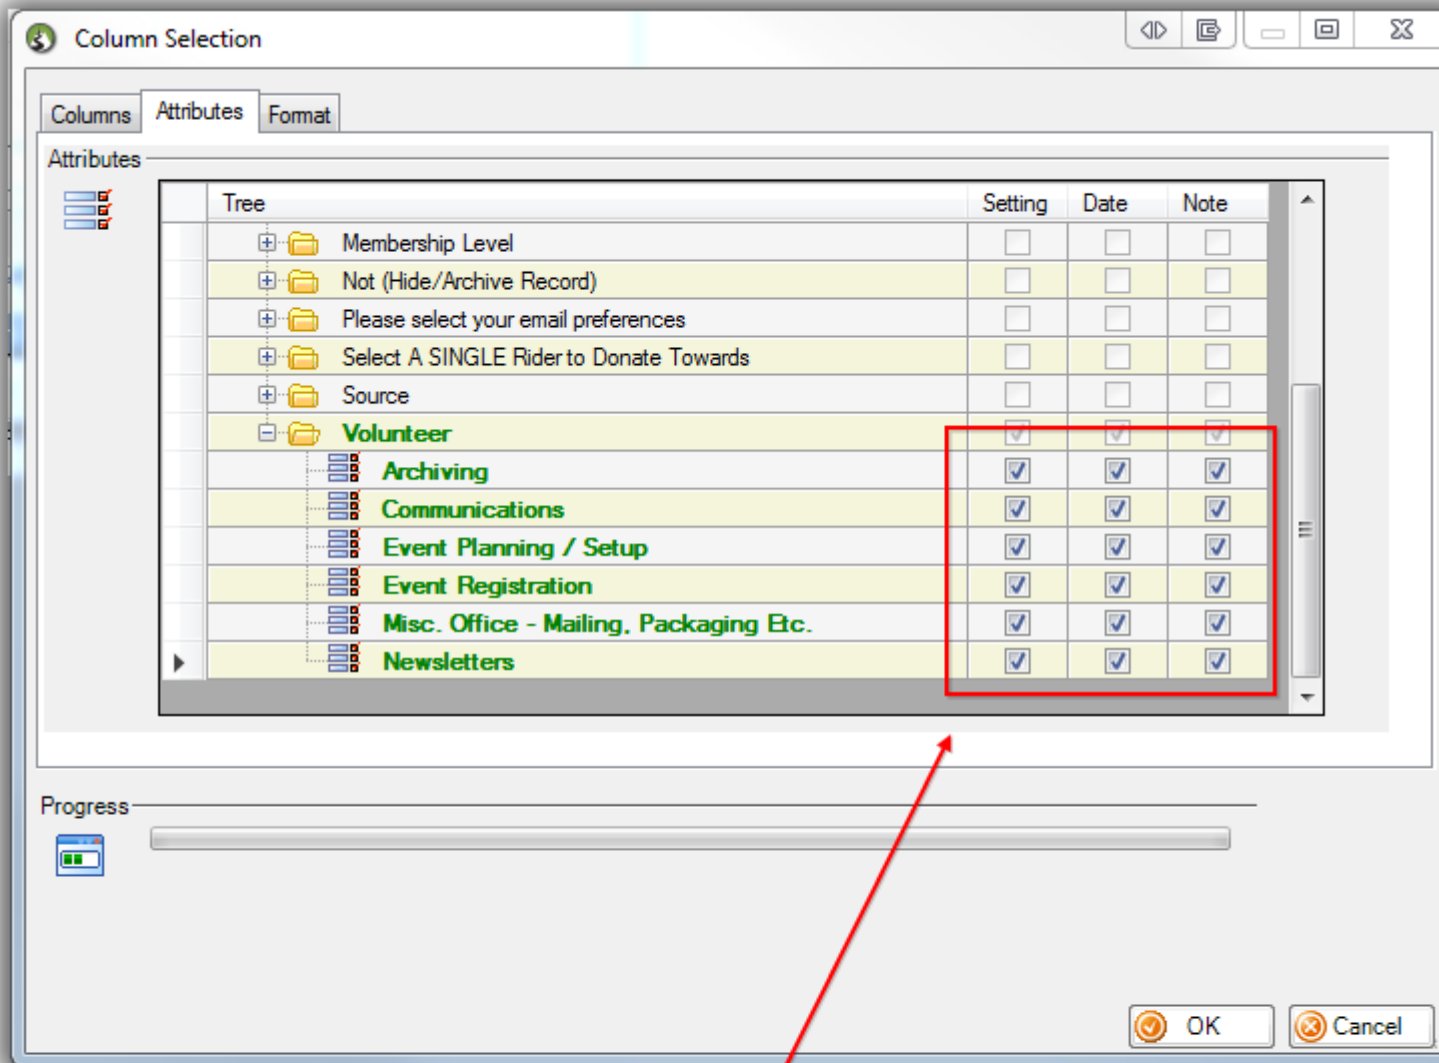 Column Selection
Columns Attributes Format
Attributes
Tree Setting Date Note
Membership Level
Not (Hide/Archive Record)
Please select your email preferences
Select A SINGLE Rider to Donate Towards
Source
Volunteer
Archiving
Communications
Event Planning / Setup
Event Registration
Misc. Office - Mailing, Packaging Etc.
Newsletters
Progress
OK Cancel